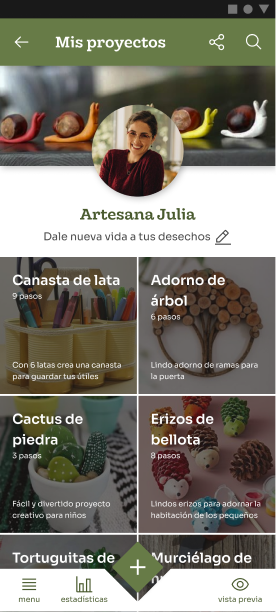 Mis proyectos
Artesana Julia
Dale nueva vida a tus desechos
Canasta de lata
9 pasos
Con 6 latas crea una canasta
para guardar tus útiles
Adorno de
árbol
6 pasos
Lindo adorno de ramas para
la puerta
Cactus de
piedra
3 pasos
Fácil y divertido proyecto
creativo para niños
Erizos de
bellota
8 pasos
Lindos erizos para adornar la
habitación de los pequeños
Tortuguitas de
Murciélago de
menu
estadísticas
vista previa